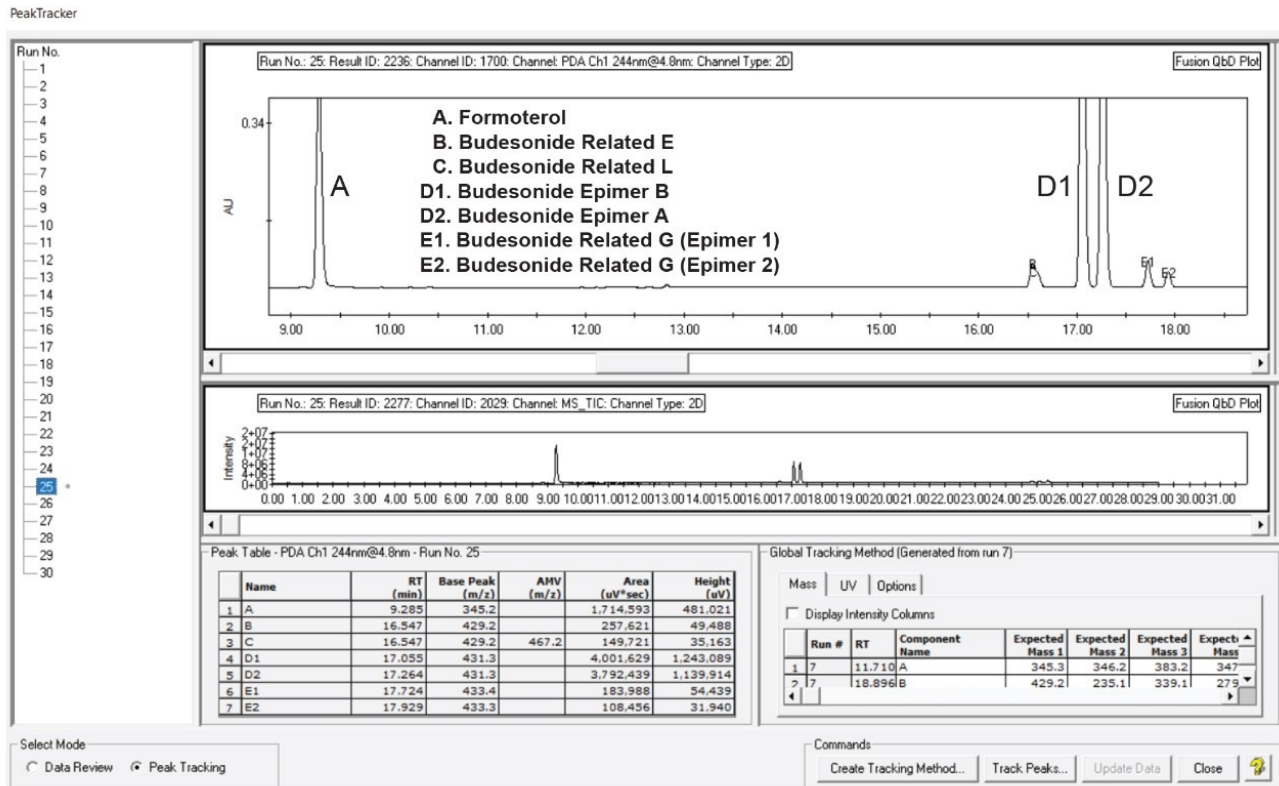 PeakTracker
Run No.
1
2
3
4
5
6
7
8
9
10
11
12
13
14
15
16
17
18
19
20
21
22
23
24
25
26
27
28
29
30
Run No.: 25: Result ID: 2236: Channel ID: 1700: Channel: PDA Ch1 244nm@4.8nm: Channel Type: 2D
Fusion QbD Plot
0.34
AU
A
A. Formoterol
B. Budesonide Related E
C. Budesonide Related L
D1. Budesonide Epimer B
D2. Budesonide Epimer A
E1. Budesonide Related G (Epimer 1)
E2. Budesonide Related G (Epimer 2)
D1 D2
E1
E2
9.00 10.00 11.00 12.00 13.00 14.00 15.00 16.00 17.00 18.00
Run No.: 25: Result ID: 2277: Channel ID: 2029: Channel: MS_TIC: Channel Type: 2D
Fusion QbD Plot
Intensity
2+07
2+07
1+07
8+06
4+06
0+00
0.00 1.00 2.00 3.00 4.00 5.00 6.00 7.00 8.00 9.00 10.00 11.00 12.00 13.00 14.00 15.00 16.00 17.00 18.00 19.00 20.00 21.00 22.00 23.00 24.00 25.00 26.00 27.00 28.00 29.00 30.00 31.00
Peak Table - PDA Ch1 244nm@4.8nm - Run No. 25
Name RT (min) Base Peak (m/z) AMV (m/z) Area (uV*sec) Height (uV)
1 A 9.285 345.2 1,714,593 481,021
2 B 16.547 429.2 257,621 49,488
3 C 16.547 429.2 467.2 149,721 35,163
4 D1 17.055 431.3 4,001,629 1,243,089
5 D2 17.264 431.3 3,792,439 1,139,914
6 E1 17.724 433.4 183,988 54,439
7 E2 17.929 433.3 108,456 31,940
Global Tracking Method (Generated from run 7)
Mass UV Options
Display Intensity Columns
Run # RT Component Name Expected Mass 1 Expected Mass 2 Expected Mass 3 Expect Mass
1 7 11.710 A 345.3 346.2 383.2 347
2 7 18.896 B 429.2 235.1 339.1 279
Select Mode
Data Review Peak Tracking
Commands
Create Tracking Method... Track Peaks... Update Data Close ?